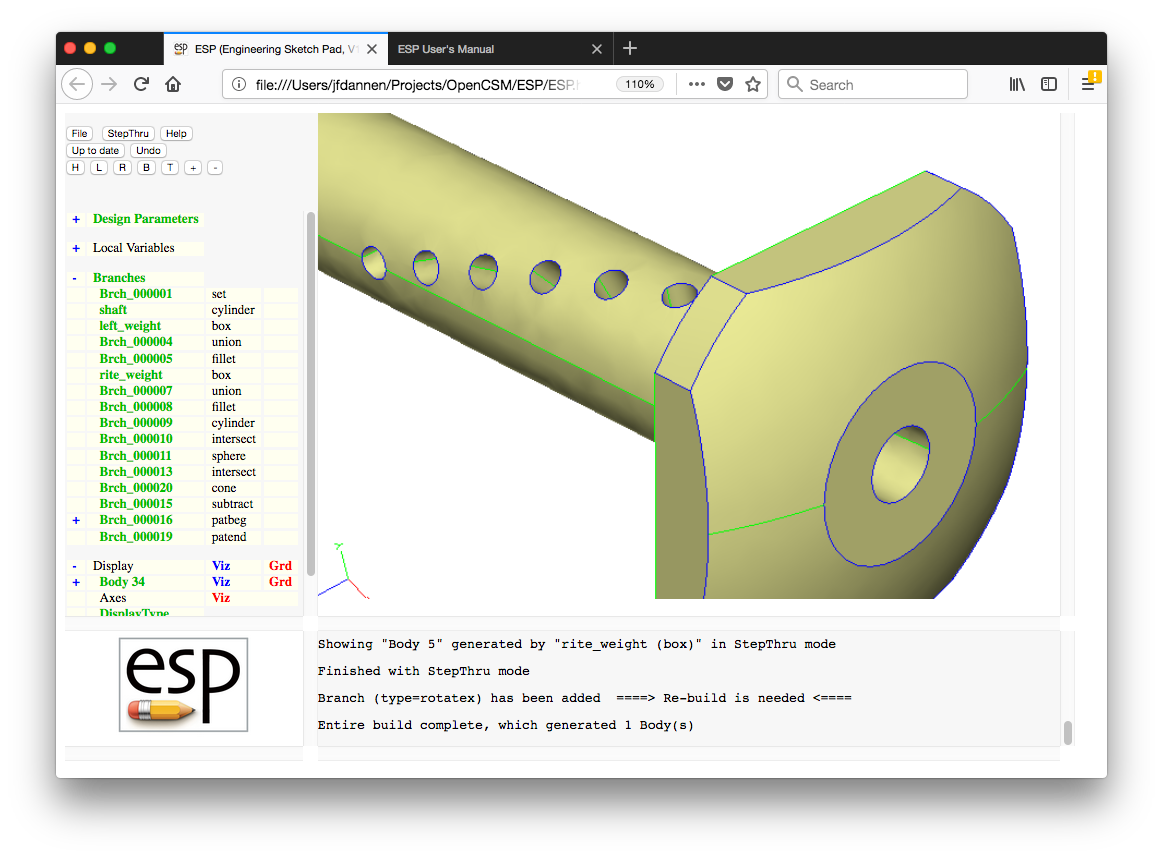 ESP (Engineering Sketch Pad, V1
ESP User's Manual
file:///Users/jfdannen/Projects/OpenCSM/ESP/ESP.
110%
Search
File StepThru Help
Up to date Undo
H L R B T + -
+ Design Parameters
+ Local Variables
- Branches
Brch_000001 set
shaft cylinder
left_weight box
Brch_000004 union
Brch_000005 fillet
rite_weight box
Brch_000007 union
Brch_000008 fillet
Brch_000009 cylinder
Brch_000010 intersect
Brch_000011 sphere
Brch_000013 intersect
Brch_000020 cone
Brch_000015 subtract
+ Brch_000016 patbeg
Brch_000019 patend
- Display Viz Grd
+ Body 34 Viz Grd
Axes Viz
DisplayType
esp
Showing "Body 5" generated by "rite_weight (box)" in StepThru mode
Finished with StepThru mode
Branch (type=rotatex) has been added ====> Re-build is needed <====
Entire build complete, which generated 1 Body(s)